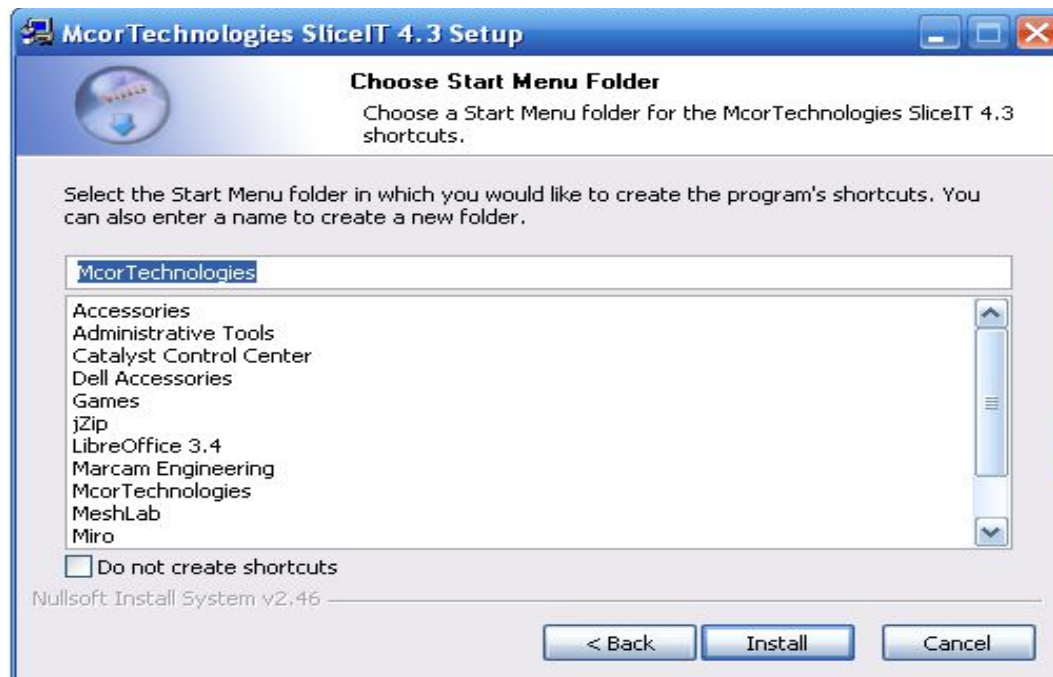 McorTechnologies SliceIT 4.3 Setup
Choose Start Menu Folder
Choose a Start Menu folder for the McorTechnologies SliceIT 4.3
shortcuts.
Select the Start Menu folder in which you would like to create the program's shortcuts. You
can also enter a name to create a new folder.
McorTechnologies
Accessories
Administrative Tools
Catalyst Control Center
Dell Accessories
Games
jZip
LibreOffice 3.4
Marcam Engineering
McorTechnologies
MeshLab
Miro
Do not create shortcuts
Nullsoft Install System v2.46
< Back
Install
Cancel